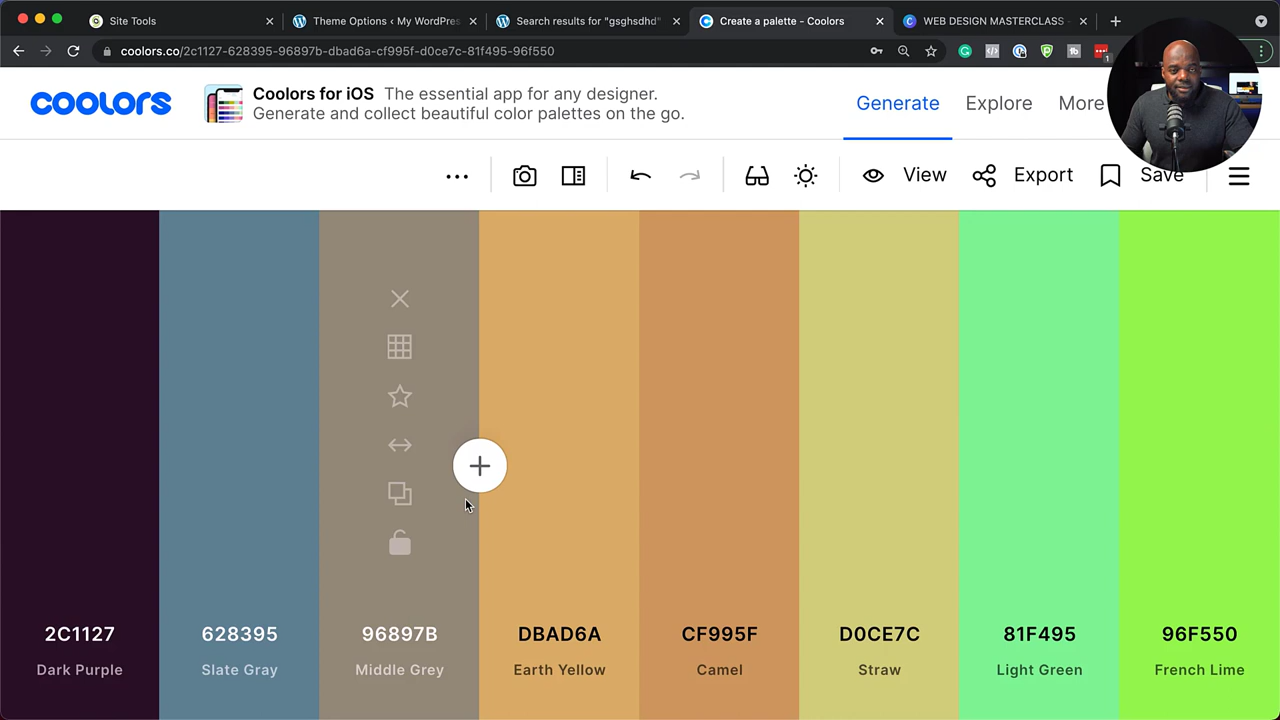 Site Tools
Theme Options ‹ My WordPres
Search results for "gsghsdhd"
Create a palette - Coolors
WEB DESIGN MASTERCLASS -
coolors.co/2c1127-628395-96897b-dbad6a-cf995f-d0ce7c-81f495-96f550
coolors
Coolors for iOS The essential app for any designer.
Generate and collect beautiful color palettes on the go.
Generate
Explore
More
View
Export
Save
2C1127
628395
96897B
DBAD6A
CF995F
D0CE7C
81F495
96F550
Dark Purple
Slate Gray
Middle Grey
Earth Yellow
Camel
Straw
Light Green
French Lime